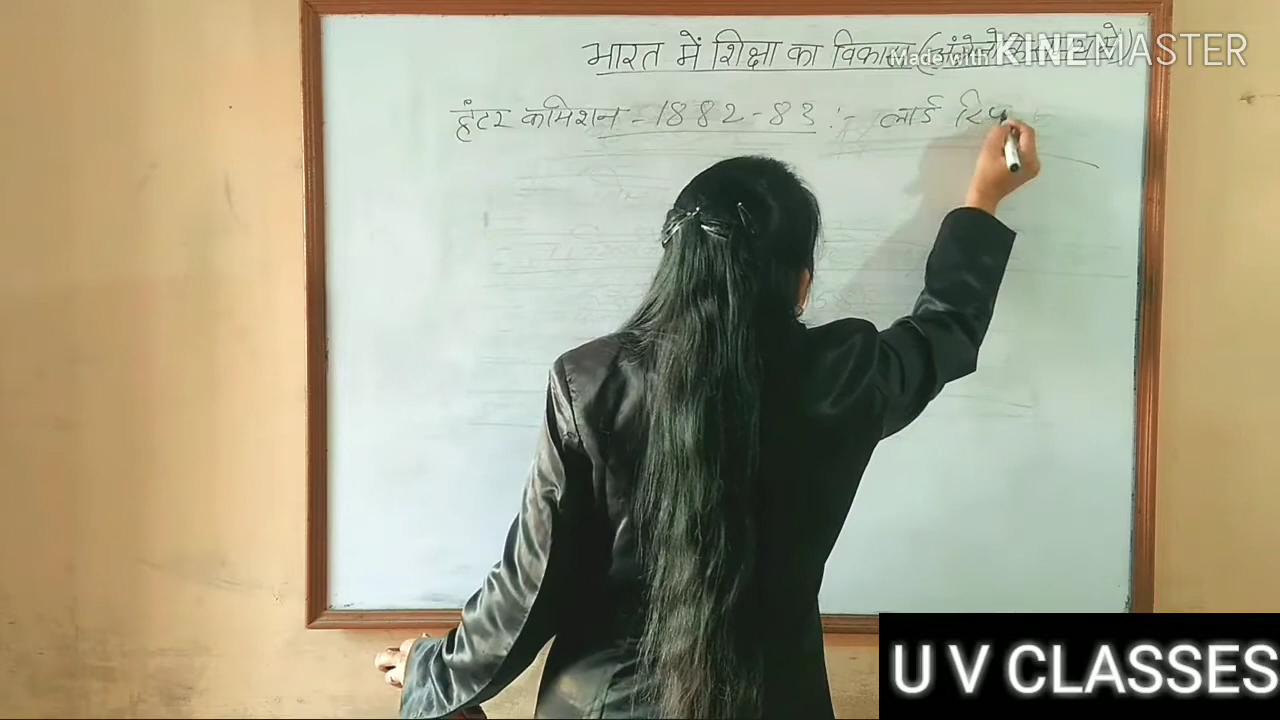 भारत में शिक्षा का विकास (
Made with KINEMASTER
हंटर कमिशन - 1882-83 :- लार्ड रिप
U V CLASSES